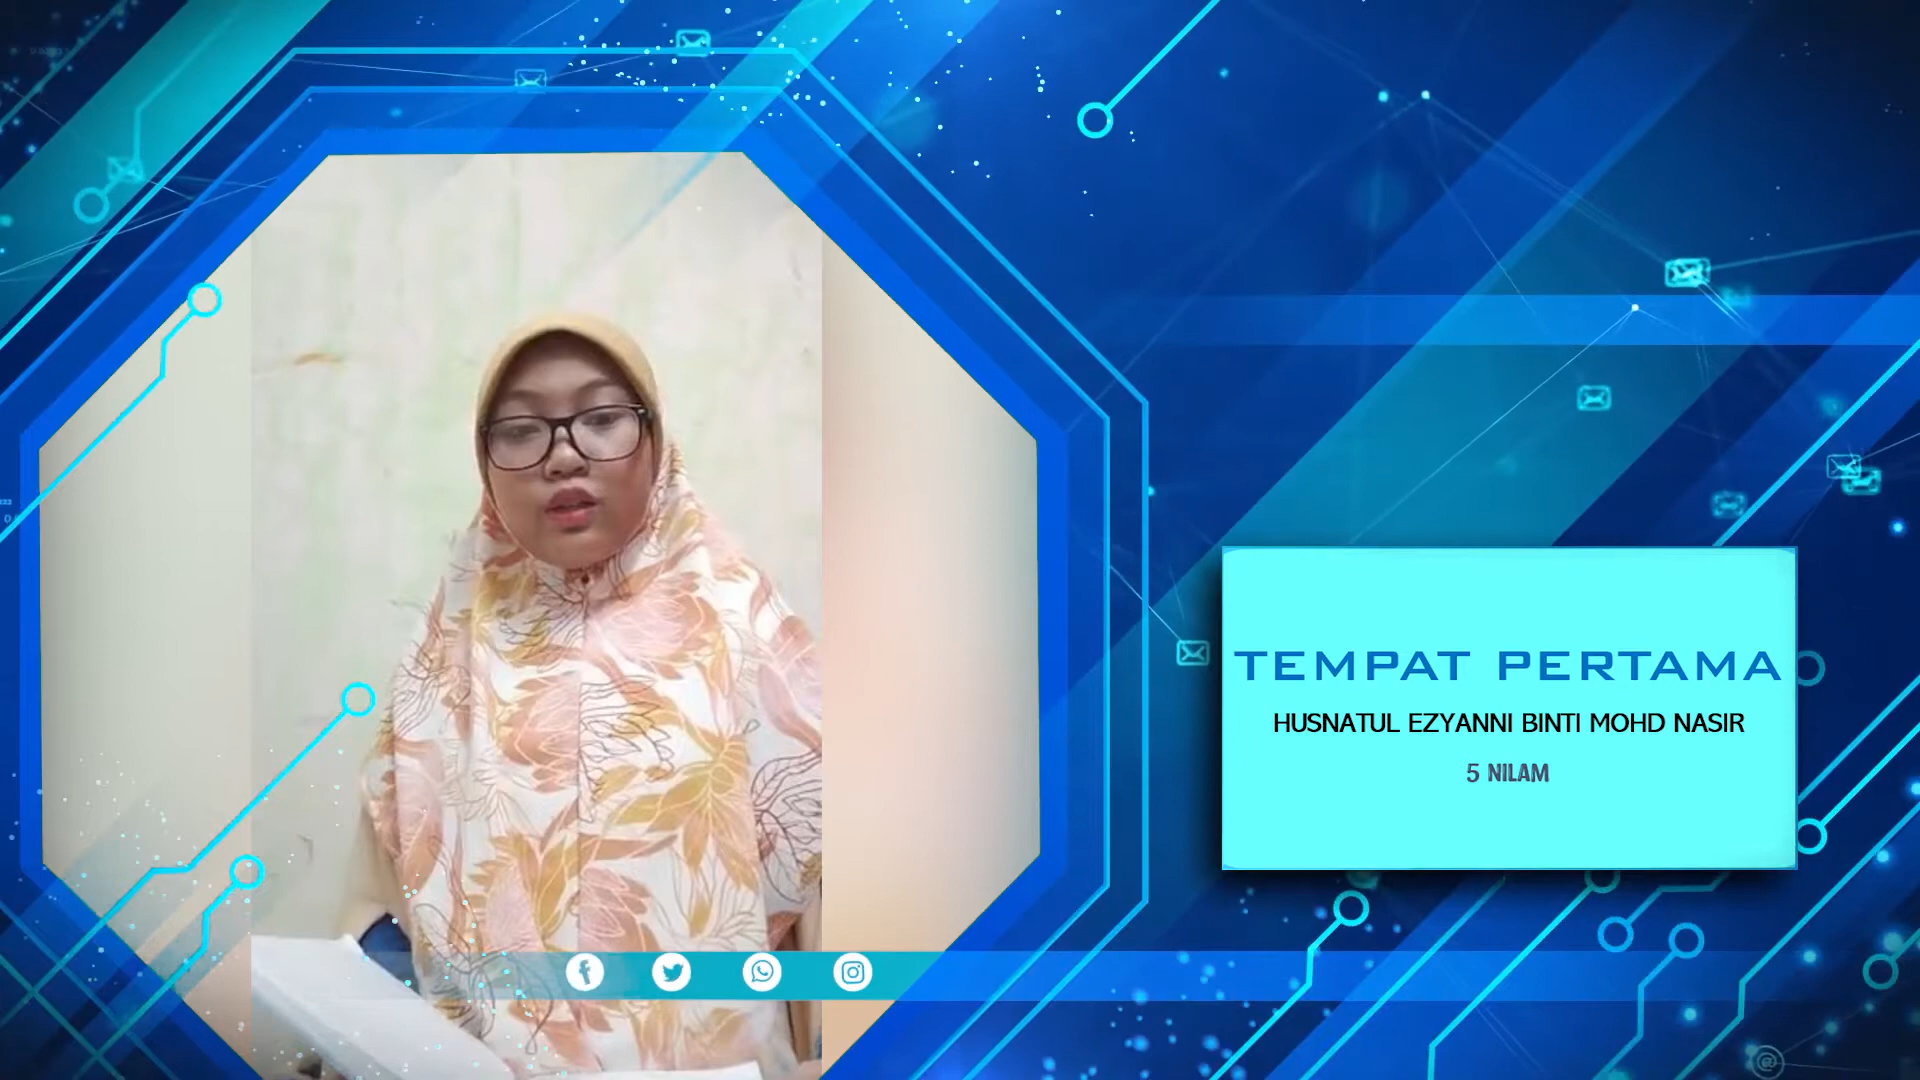 TEMPAT PERTAMA
HUSNATUL EZYANNI BINTI MOHD NASIR
5 NILAM